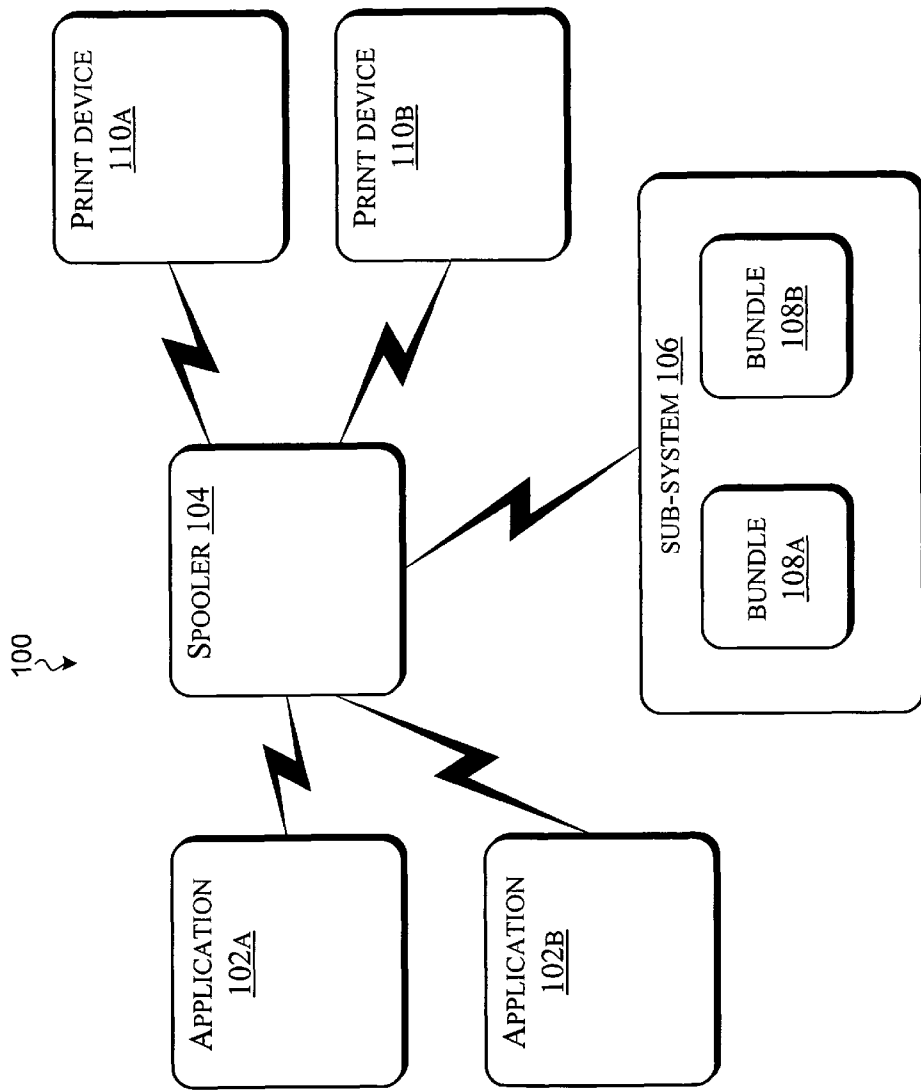 100
APPLICATION
102A
APPLICATION
102B
SPOOLER 104
PRINT DEVICE
110A
PRINT DEVICE
110B
SUB-SYSTEM 106
BUNDLE
108A
BUNDLE
108B